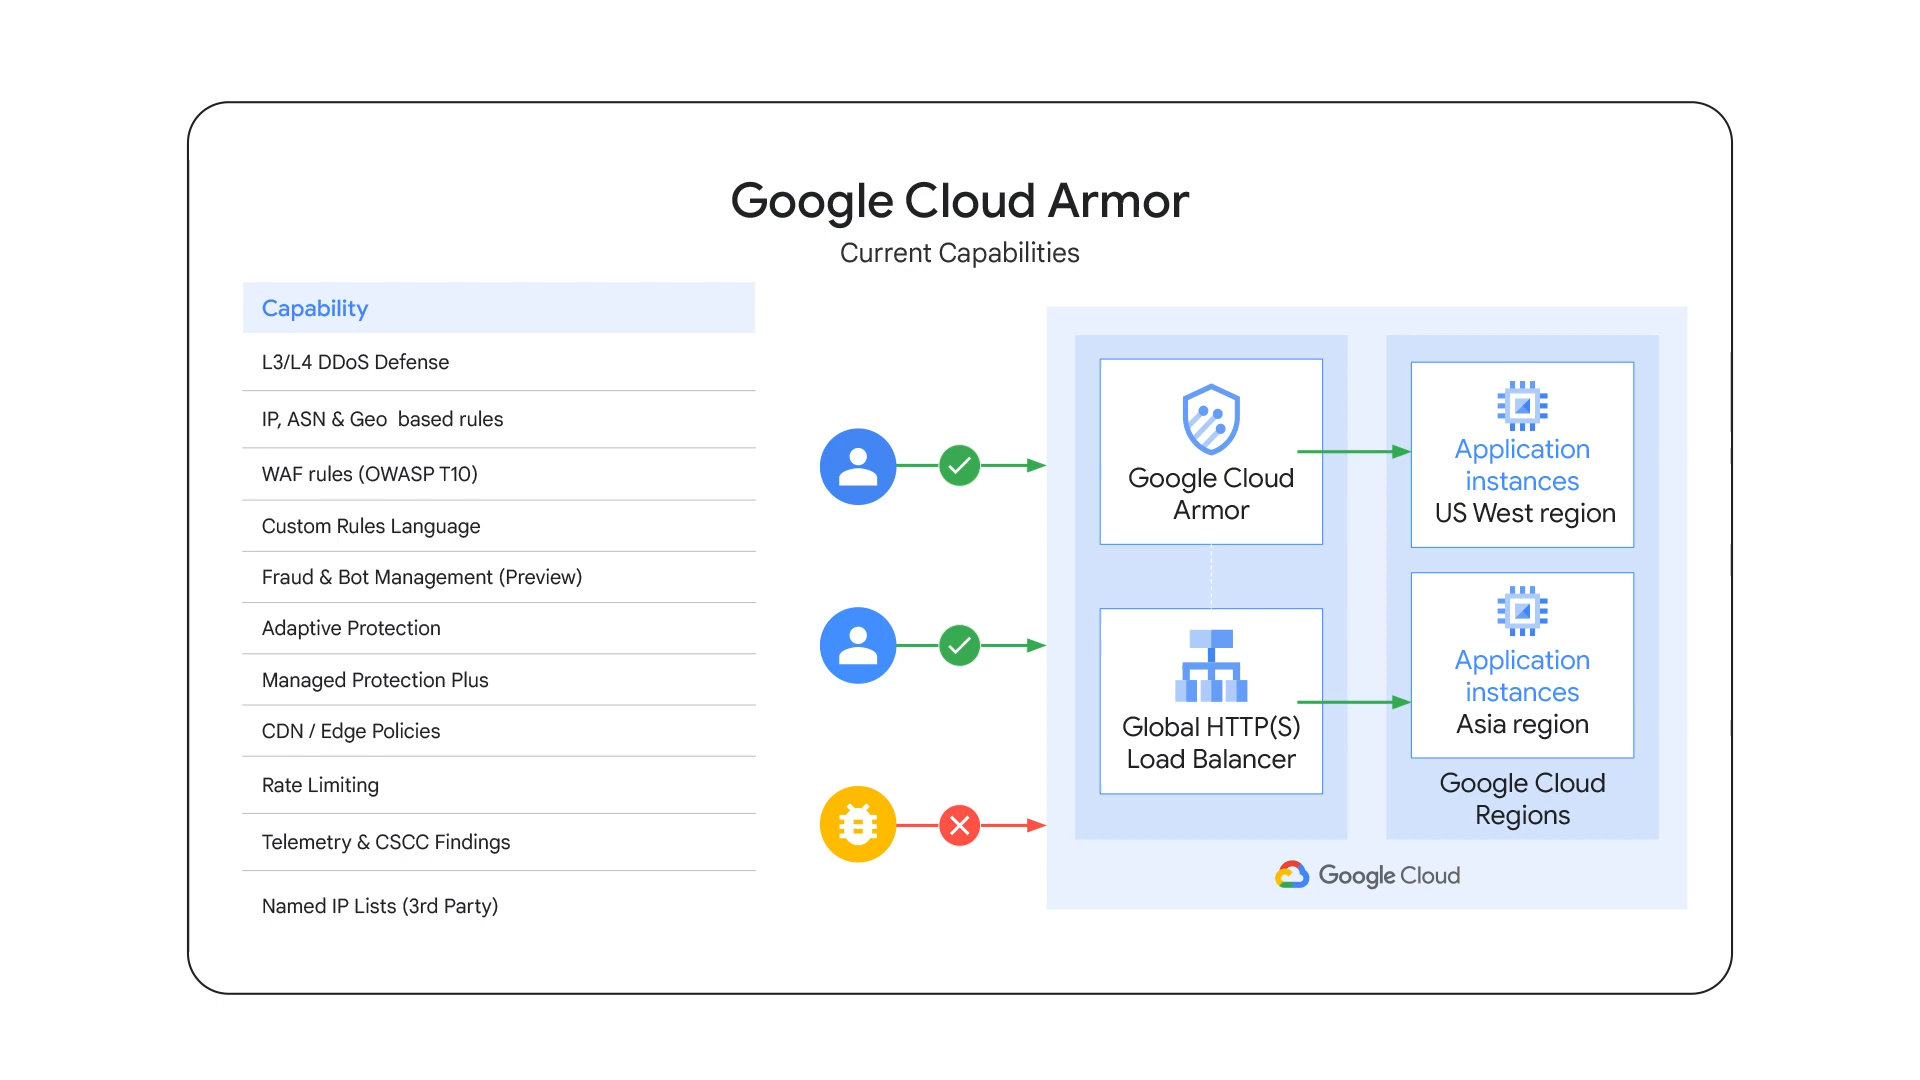 Google Cloud Armor
Current Capabilities
Capability
L3/L4 DDoS Defense
IP, ASN & Geo based rules
WAF rules (OWASP T10)
Custom Rules Language
Fraud & Bot Management (Preview)
Adaptive Protection
Managed Protection Plus
CDN / Edge Policies
Rate Limiting
Telemetry & CSCC Findings
Named IP Lists (3rd Party)
Google Cloud
Armor
Global HTTP(S)
Load Balancer
Application
instances
US West region
Application
instances
Asia region
Google Cloud
Regions
Google Cloud